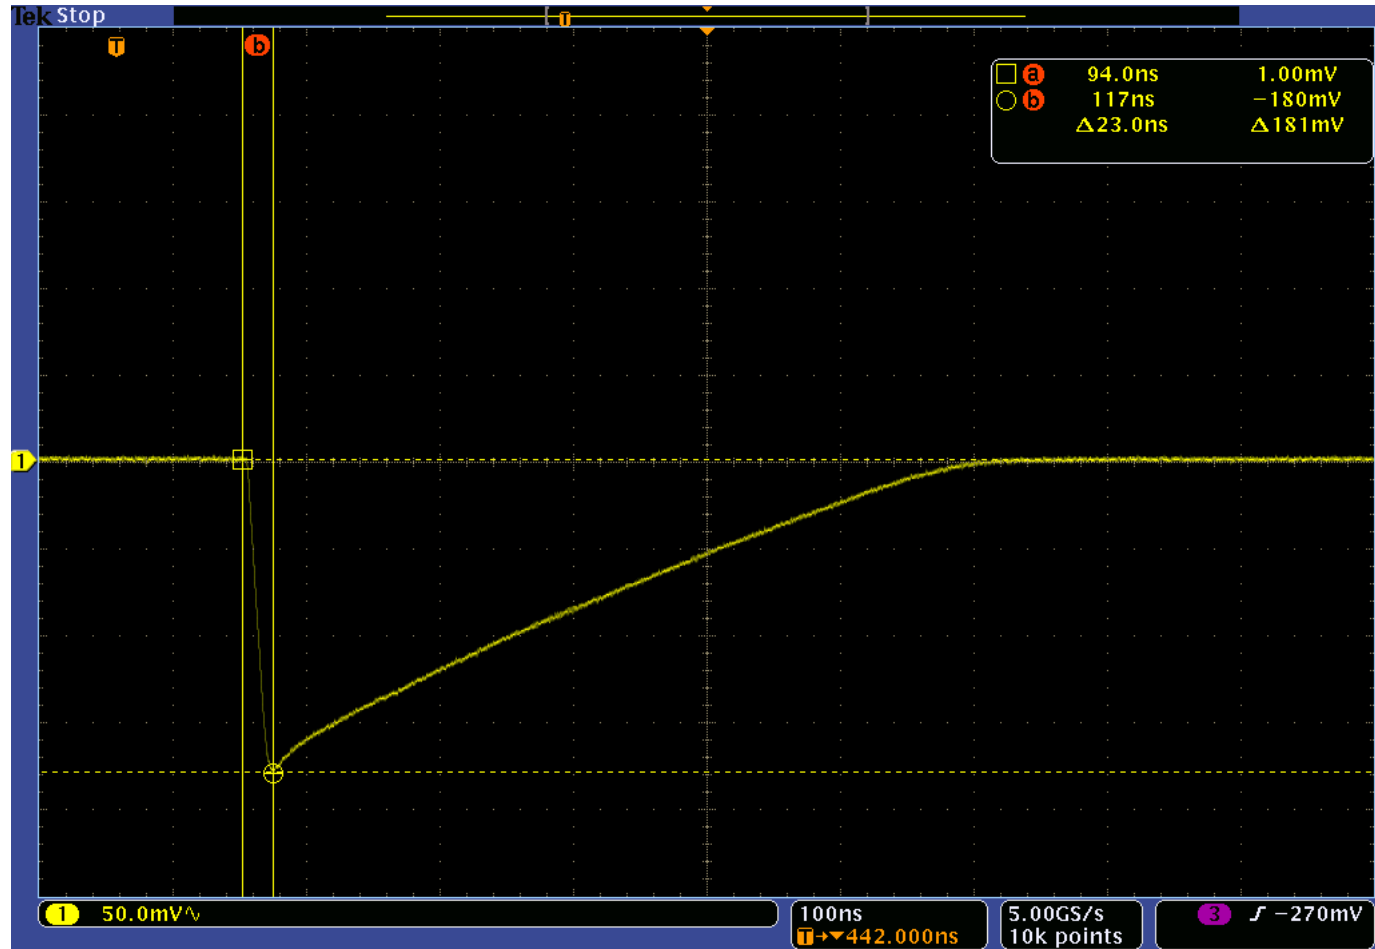 Tek Stop
T
T b
a 94.0ns 1.00mV
b 117ns −180mV
Δ23.0ns Δ181mV
1
1 50.0mV∿
100ns
T→▼442.000ns
5.00GS/s
10k points
3 ʃ −270mV